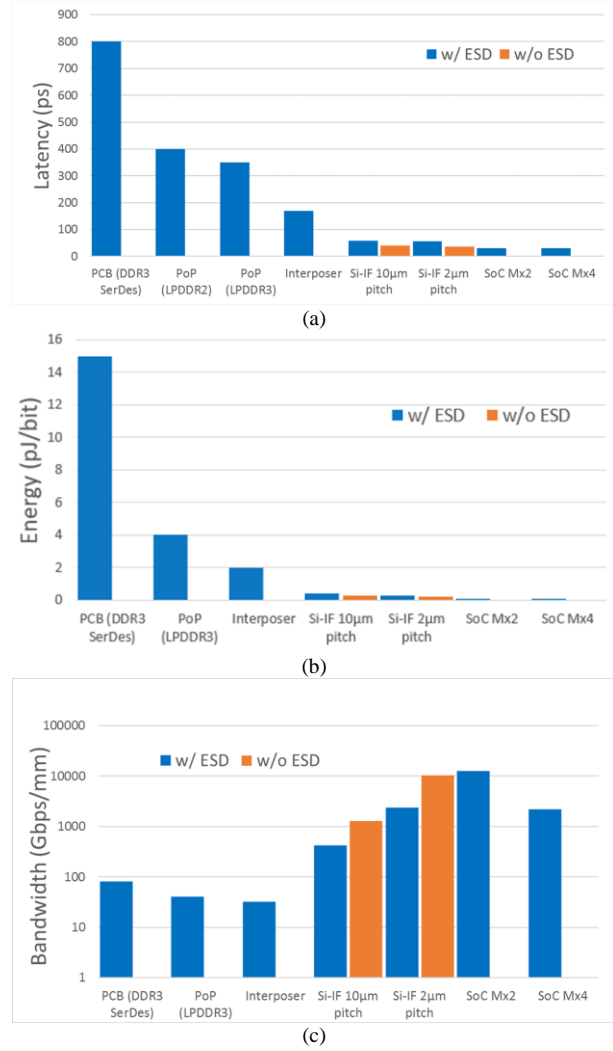 900
800
700
600
500
400
300
200
100
0
Latency (ps)
w/ ESD w/o ESD
PCB (DDR3 SerDes)
PoP (LPDDR2)
PoP (LPDDR3)
Interposer
Si-IF 10µm pitch
Si-IF 2µm pitch
SoC Mx2
SoC Mx4
(a)
16
14
12
10
8
6
4
2
0
Energy (pJ/bit)
w/ ESD w/o ESD
PCB (DDR3 SerDes)
PoP (LPDDR3)
Interposer
Si-IF 10µm pitch
Si-IF 2µm pitch
SoC Mx2
SoC Mx4
(b)
100000
10000
1000
100
10
1
Bandwidth (Gbps/mm)
w/ ESD w/o ESD
PCB (DDR3 SerDes)
PoP (LPDDR3)
Interposer
Si-IF 10µm pitch
Si-IF 2µm pitch
SoC Mx2
SoC Mx4
(c)